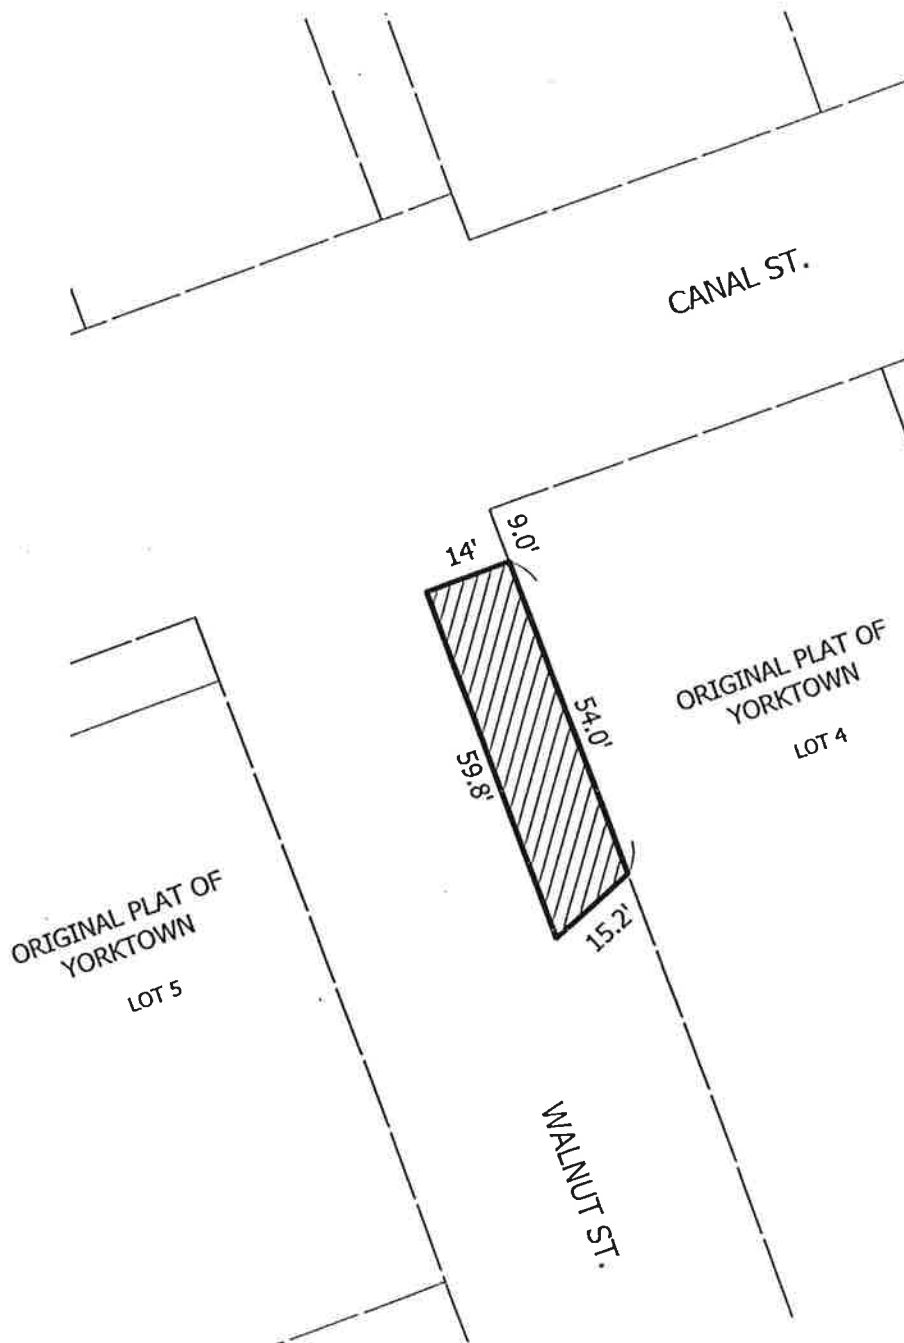 CANAL ST.
9.0'
14'
ORIGINAL PLAT OF
YORKTOWN
LOT 4
54.0'
59.8'
ORIGINAL PLAT OF
YORKTOWN
LOT 5
15.2'
WALNUT ST.